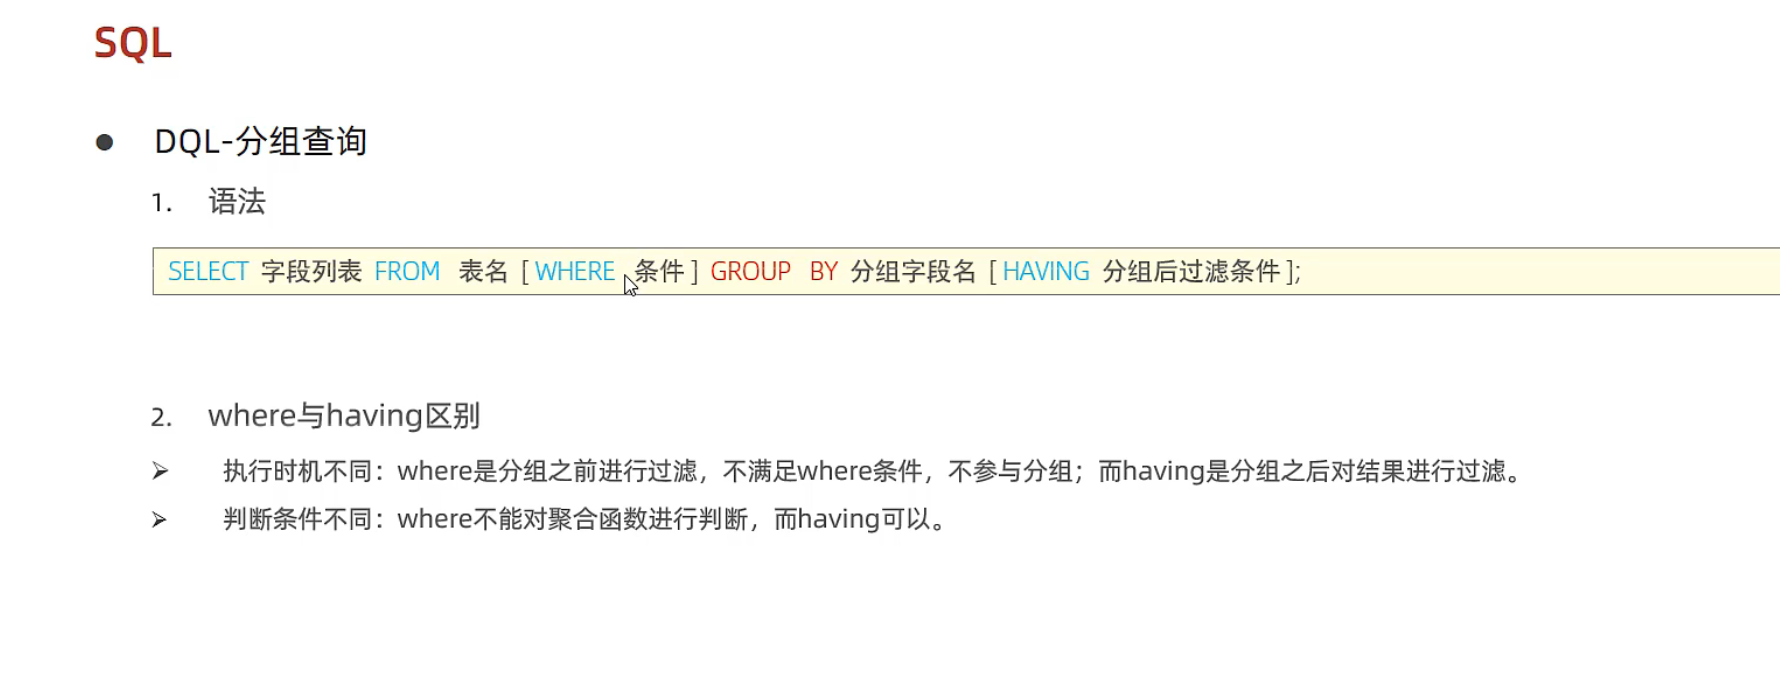 SQL
● DQL-分组查询
1. 语法
SELECT 字段列表 FROM 表名 [ WHERE 条件 ] GROUP BY 分组字段名 [ HAVING 分组后过滤条件 ];
2. where与having区别
➢ 执行时机不同：where是分组之前进行过滤，不满足where条件，不参与分组；而having是分组之后对结果进行过滤。
➢ 判断条件不同：where不能对聚合函数进行判断，而having可以。